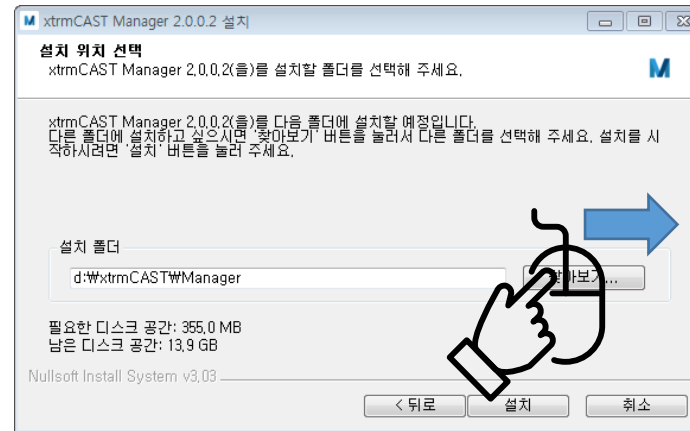 xtrmCAST Manager 2.0.0.2 설치
설치 위치 선택
xtrmCAST Manager 2.0.0.2(을)를 설치할 폴더를 선택해 주세요.
M
xtrmCAST Manager 2.0.0.2(을)를 다음 폴더에 설치할 예정입니다.
다른 폴더에 설치하고 싶으시면 '찾아보기' 버튼을 눌러서 다른 폴더를 선택해 주세요. 설치를 시
작하시려면 '설치' 버튼을 눌러 주세요.
설치 폴더
d:₩xtrmCAST₩Manager
찾아보기...
필요한 디스크 공간: 355.0 MB
남은 디스크 공간: 13.9 GB
Nullsoft Install System v3.03
< 뒤로
설치
취소